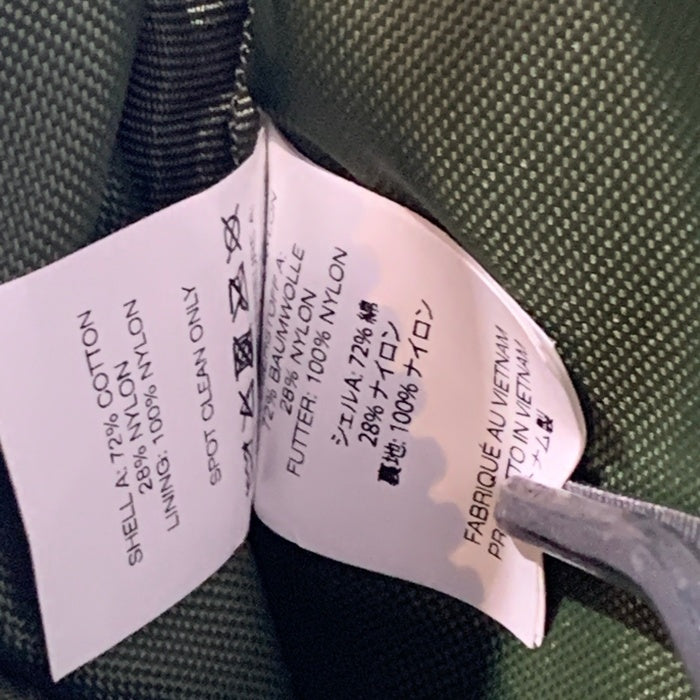 SHELL A: 72% COTTON
28% NYLON
LINING: 100% NYLON
SPOT CLEAN ONLY
72% BAUMWOLLE
28% NYLON
FUTTER: 100% NYLON
シェルA: 72% 綿
28% ナイロン
裏地: 100% ナイロン
FABRIQUÉ AU VIETNAM
IN VIETNAM